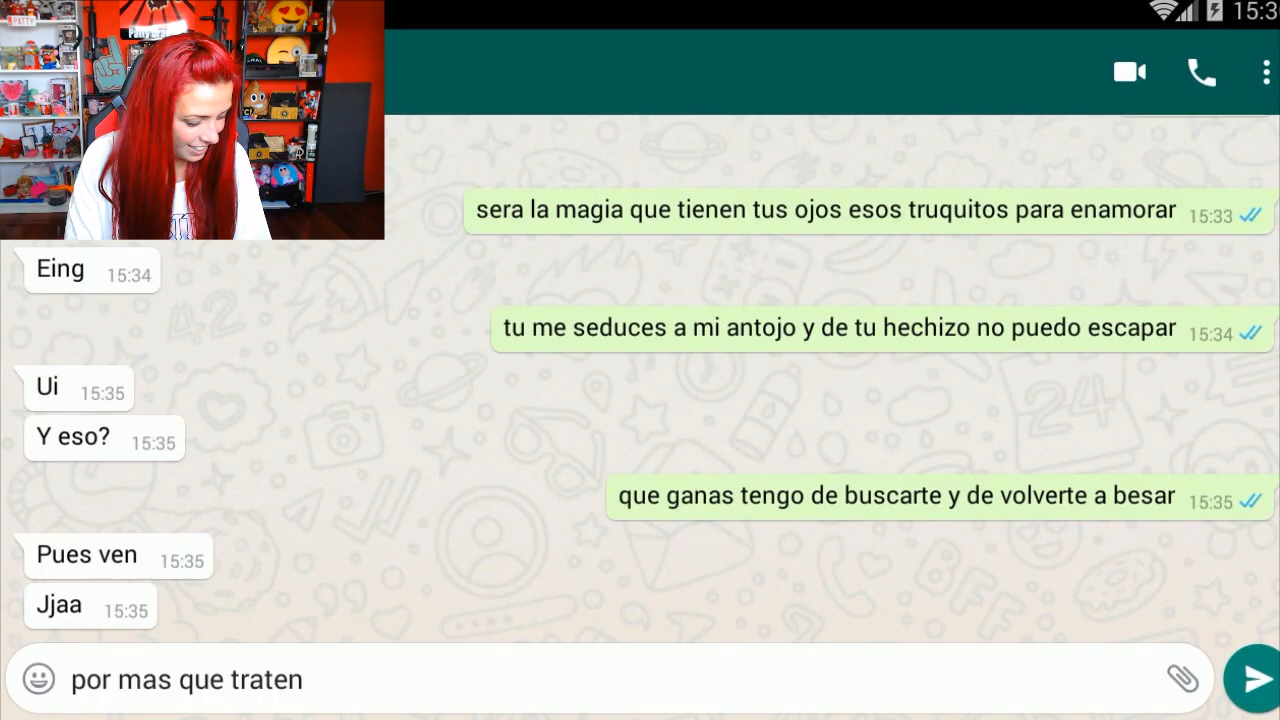 PATTY
15:3
sera la magia que tienen tus ojos esos truquitos para enamorar 15:33
Eing 15:34
tu me seduces a mi antojo y de tu hechizo no puedo escapar 15:34
Ui 15:35
Y eso? 15:35
que ganas tengo de buscarte y de volverte a besar 15:35
Pues ven 15:35
Jjaa 15:35
por mas que traten